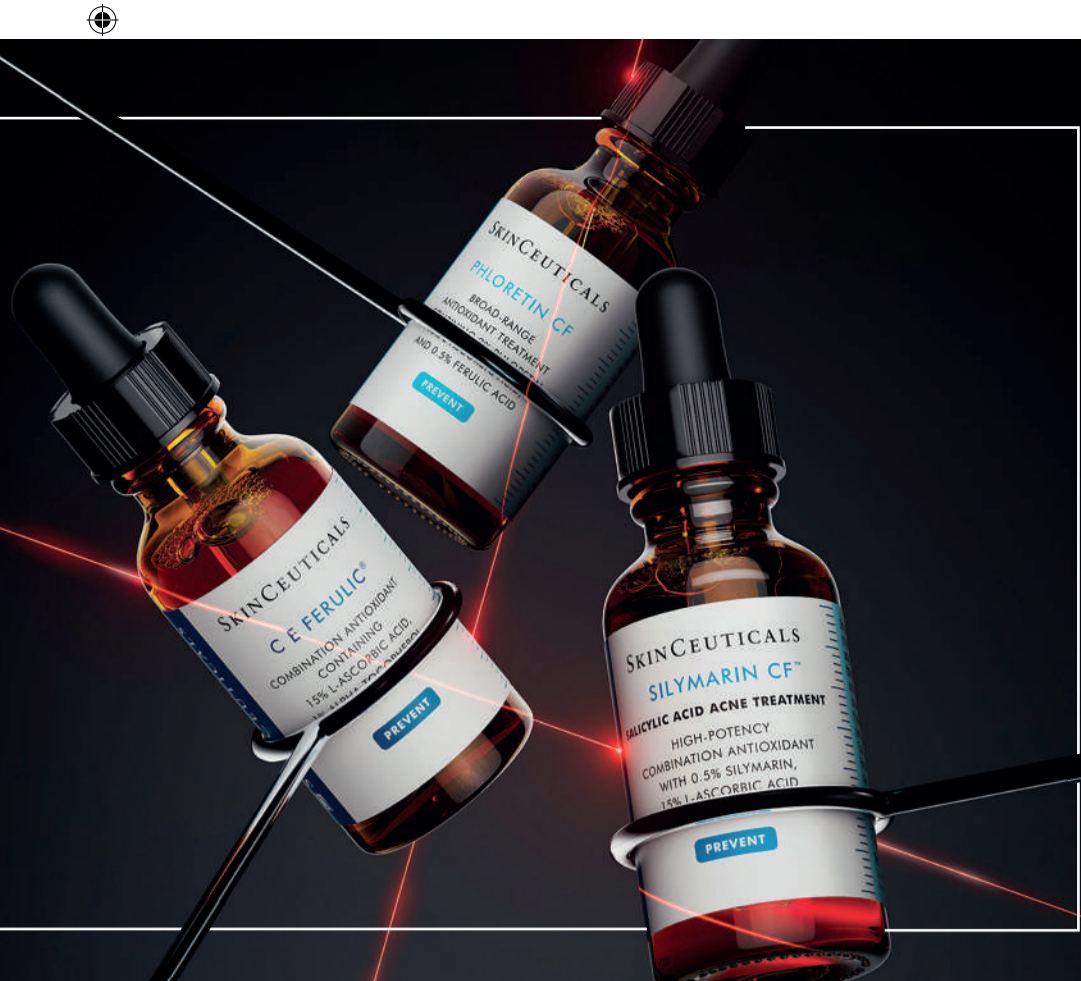 SKINCEUTICALS
PHLORETIN CF
BROAD-RANGE
ANTIOXIDANT TREATMENT
AND 0.5% FERULIC ACID
PREVENT
SKINCEUTICALS
C E FERULIC®
COMBINATION ANTIOXIDANT
CONTAINING
15% L-ASCORBIC ACID,
PREVENT
SKINCEUTICALS
SILYMARIN CF™
SALICYLIC ACID ACNE TREATMENT
HIGH-POTENCY
COMBINATION ANTIOXIDANT
WITH 0.5% SILYMARIN,
15% L-ASCORBIC ACID
PREVENT